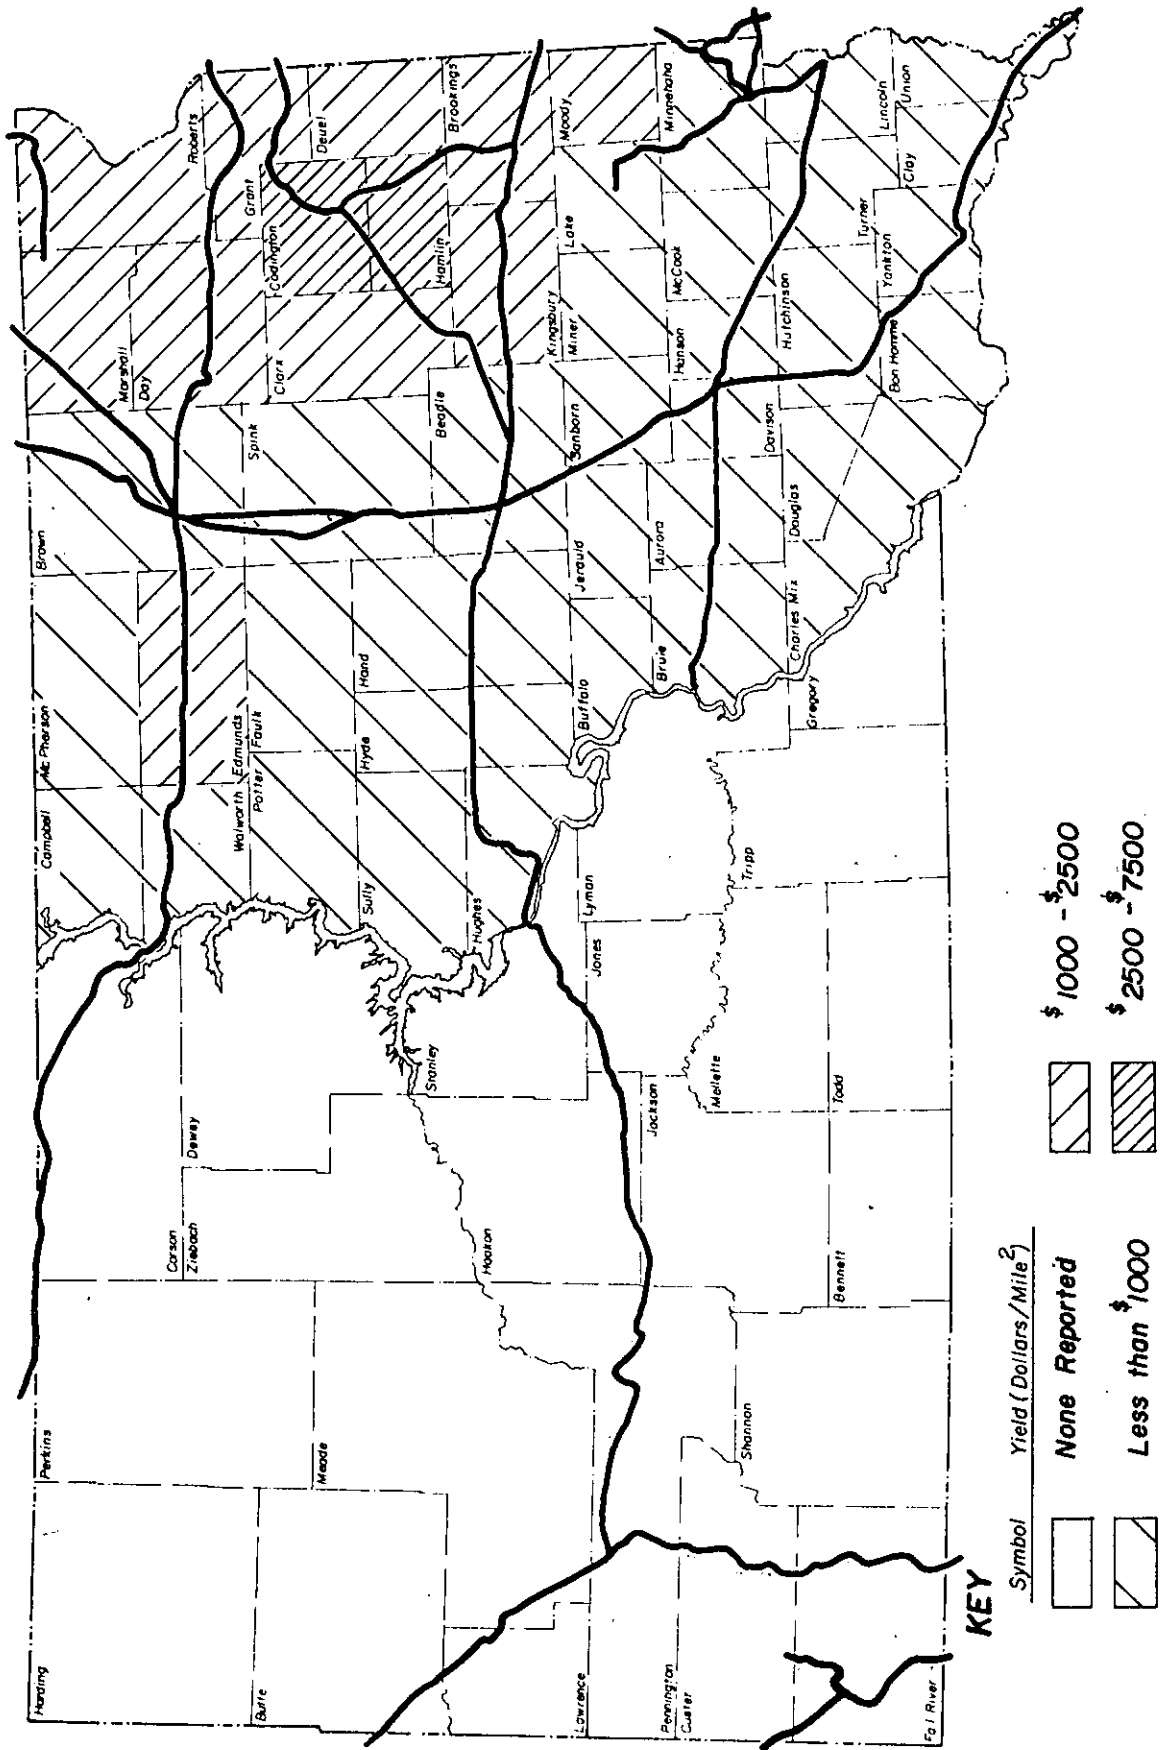 Harding
Perkins
Campbell
Mc Pherson
Brown
Marshall
Day
Roberts
Corson
Ziebach
Dewey
Walworth
Edmunds
Potter
Faulk
Spink
Clark
Codington
Grant
Deuel
Butte
Meade
Sully
Hyde
Hand
Beadle
Hamlin
Brookings
Haakon
Stanley
Hughes
Buffalo
Jerauld
Sanborn
Kingsbury
Miner
Lake
Moody
Lawrence
Jones
Lyman
Pennington
Custer
Jackson
Brule
Aurora
Hanson
McCook
Minnehaha
Shannon
Mellette
Tripp
Gregory
Charles Mix
Douglas
Davison
Hutchinson
Turner
Lincoln
Union
Fal River
Bennett
Todd
Bon Homme
Yankton
Clay
KEY
Symbol Yield (Dollars/Mile2)
None Reported
$1000 - $2500
Less than $1000
$2500 - $7500